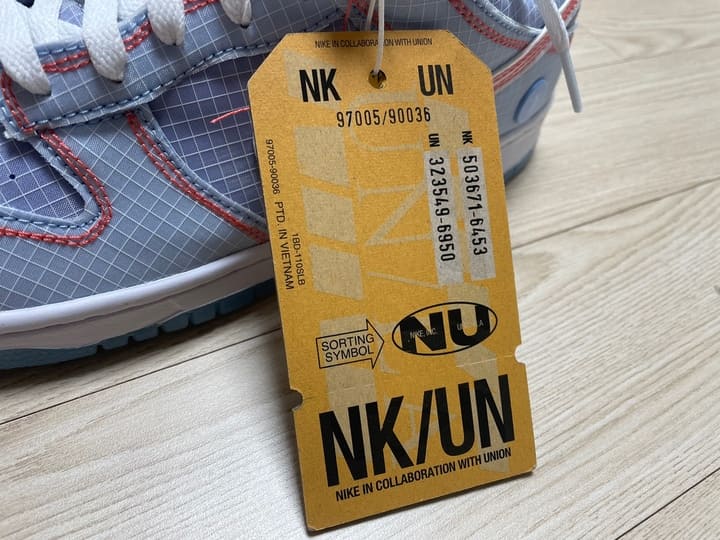 NIKE IN COLLABORATION WITH UNION
NK UN
97005/90036
NK 503671-6453
UN 323549-6950
97005-90036 PTD. IN VIETNAM
1BD-110SLB
SORTING
SYMBOL
NU
NIKE, INC.
NK/UN
NIKE IN COLLABORATION WITH UNION